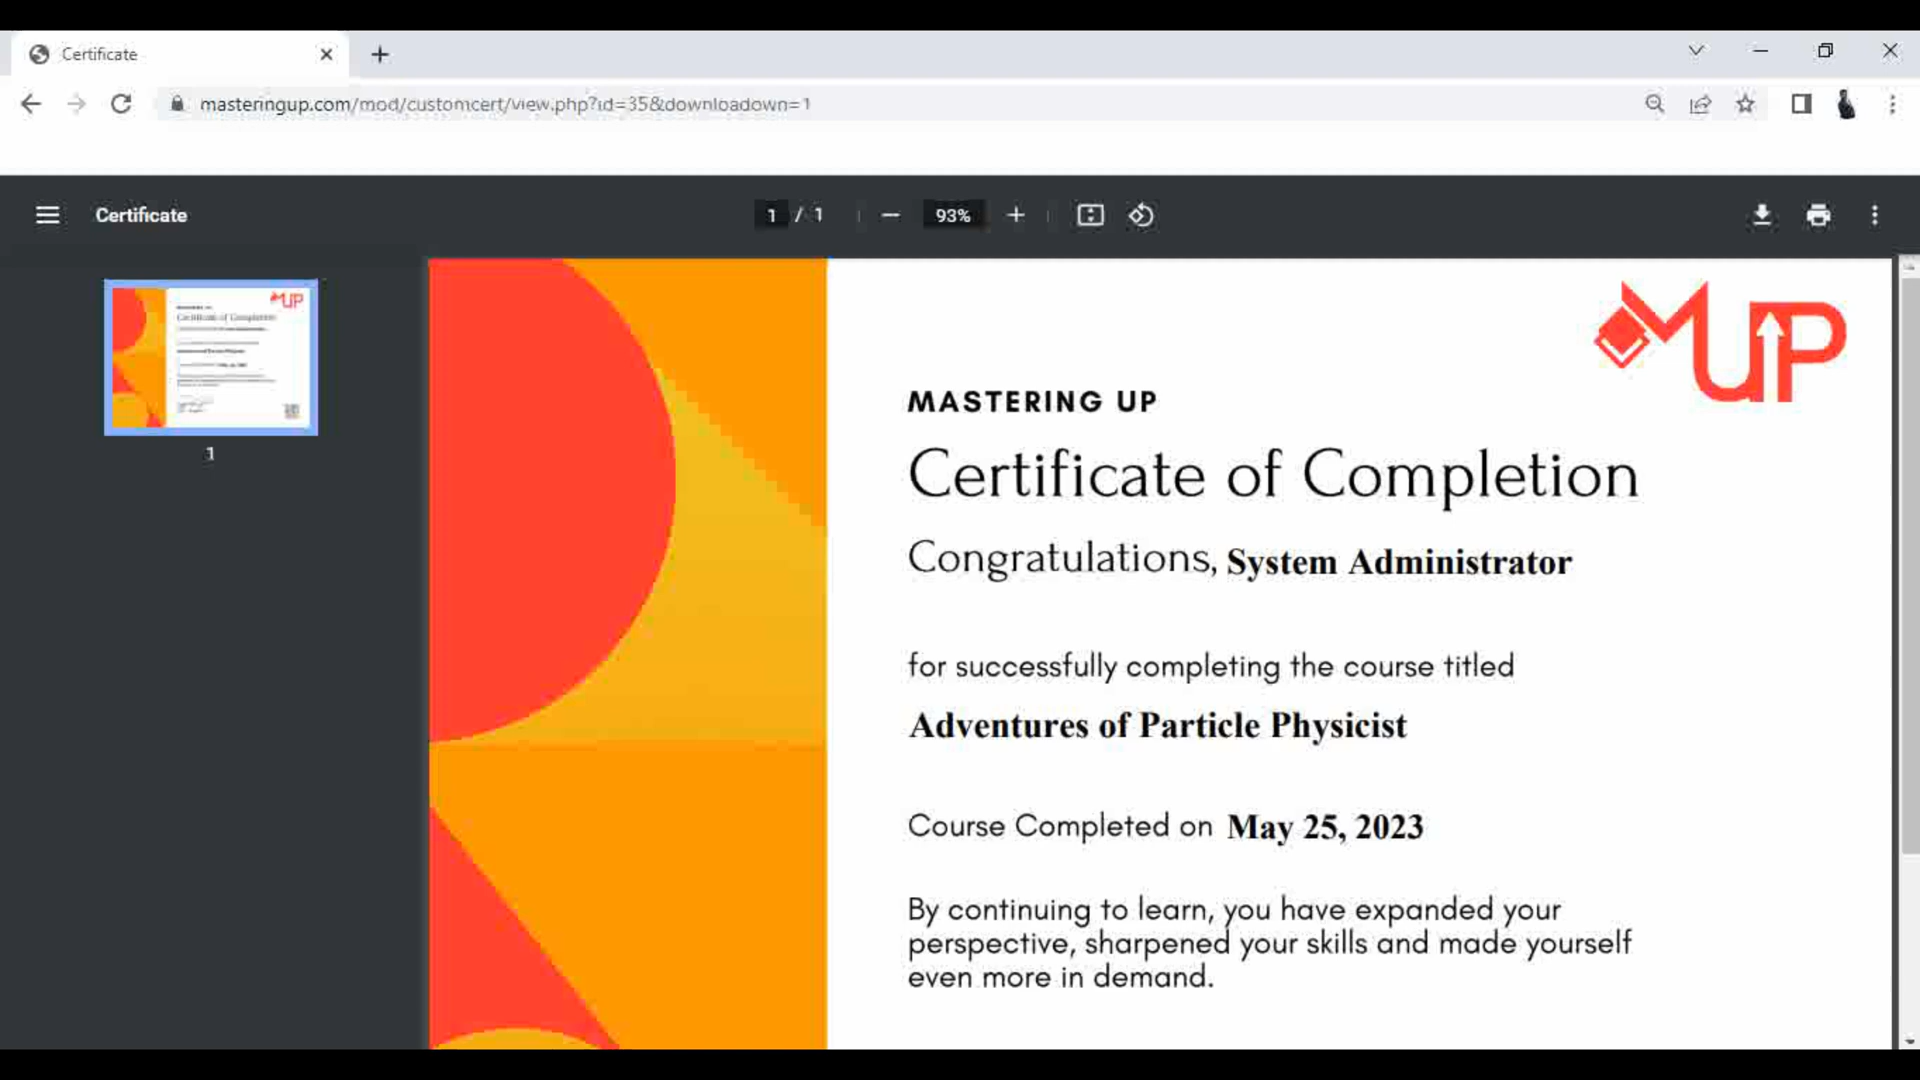 Certificate
masteringup.com/mod/customcert/view.php?id=35&downloadown=1
Certificate
1 / 1
93%
MUP
1
MUP
MASTERING UP
Certificate of Completion
Congratulations, System Administrator
for successfully completing the course titled
Adventures of Particle Physicist
Course Completed on May 25, 2023
By continuing to learn, you have expanded your
perspective, sharpened your skills and made yourself
even more in demand.